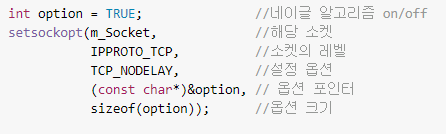 int option = TRUE; //네이글 알고리즘 on/off
setsockopt(m_Socket, //해당 소켓
IPPROTO_TCP, //소켓의 레벨
TCP_NODELAY, //설정 옵션
(const char*)&option, // 옵션 포인터
sizeof(option)); //옵션 크기